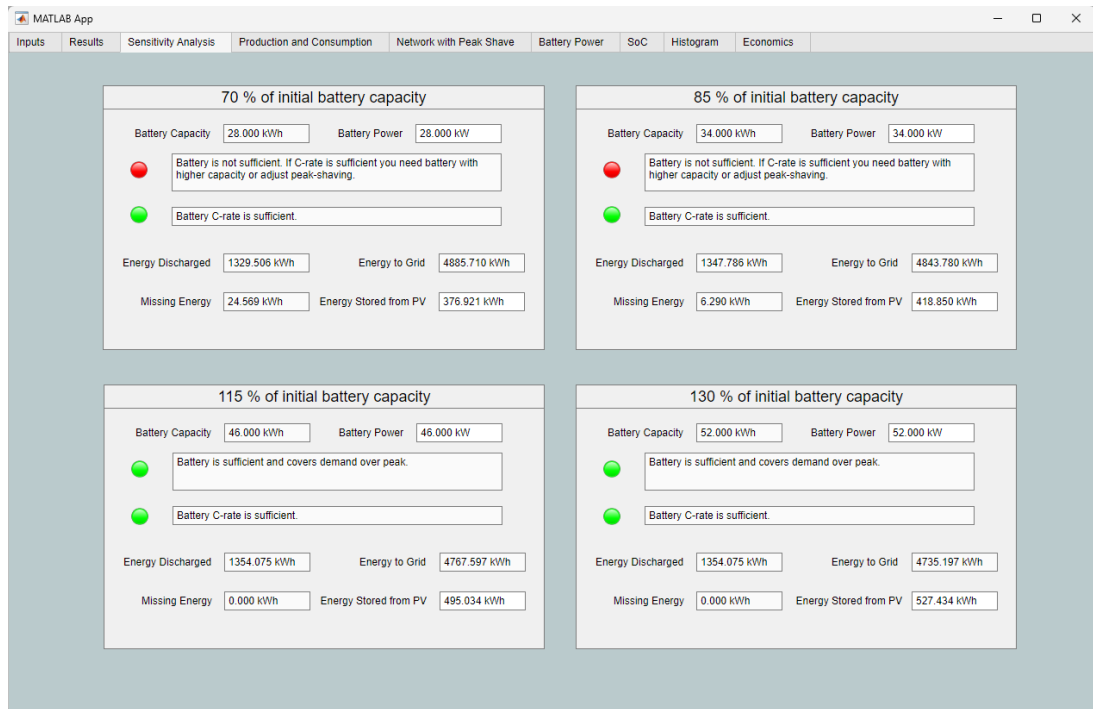 MATLAB App
Inputs Results Sensitivity Analysis Production and Consumption Network with Peak Shave Battery Power SoC Histogram Economics
70 % of initial battery capacity
Battery Capacity 28.000 kWh Battery Power 28.000 kW
Battery is not sufficient. If C-rate is sufficient you need battery with
higher capacity or adjust peak-shaving.
Battery C-rate is sufficient.
Energy Discharged 1329.506 kWh Energy to Grid 4885.710 kWh
Missing Energy 24.569 kWh Energy Stored from PV 376.921 kWh
85 % of initial battery capacity
Battery Capacity 34.000 kWh Battery Power 34.000 kW
Battery is not sufficient. If C-rate is sufficient you need battery with
higher capacity or adjust peak-shaving.
Battery C-rate is sufficient.
Energy Discharged 1347.786 kWh Energy to Grid 4843.780 kWh
Missing Energy 6.290 kWh Energy Stored from PV 418.850 kWh
115 % of initial battery capacity
Battery Capacity 46.000 kWh Battery Power 46.000 kW
Battery is sufficient and covers demand over peak.
Battery C-rate is sufficient.
Energy Discharged 1354.075 kWh Energy to Grid 4767.597 kWh
Missing Energy 0.000 kWh Energy Stored from PV 495.034 kWh
130 % of initial battery capacity
Battery Capacity 52.000 kWh Battery Power 52.000 kW
Battery is sufficient and covers demand over peak.
Battery C-rate is sufficient.
Energy Discharged 1354.075 kWh Energy to Grid 4735.197 kWh
Missing Energy 0.000 kWh Energy Stored from PV 527.434 kWh